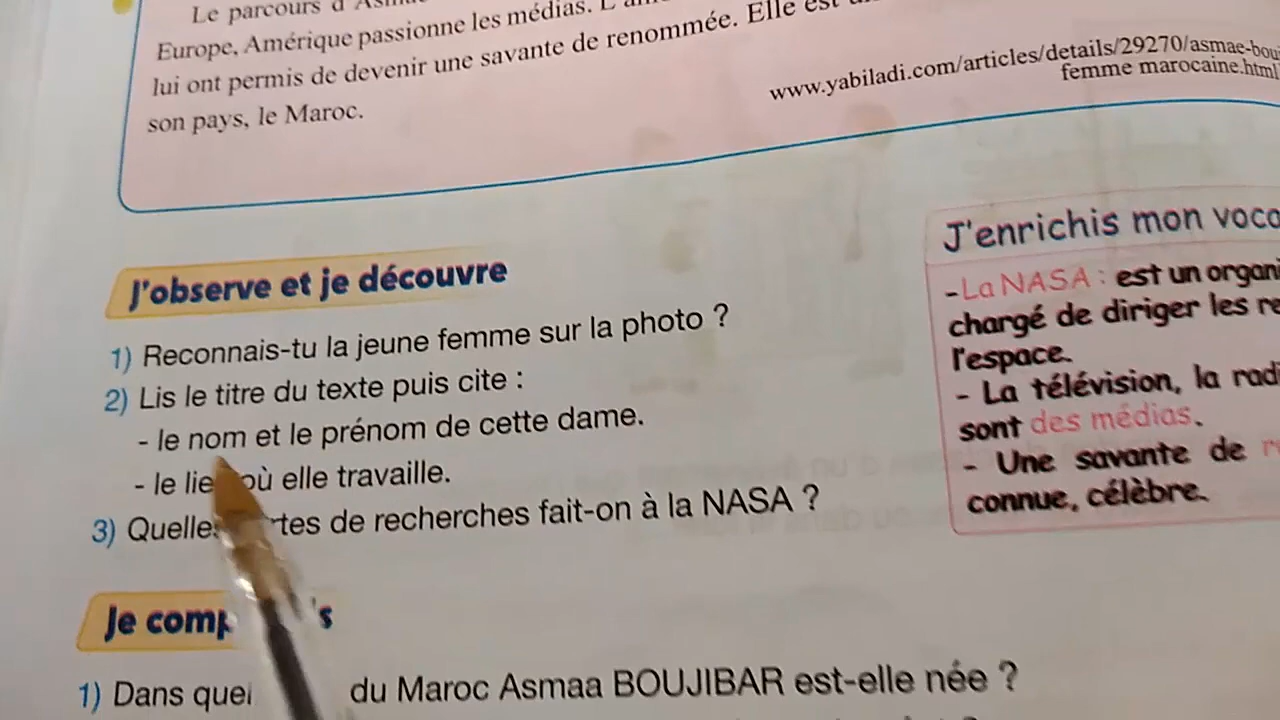 Le parcours d'
Europe, Amérique passionne les médias.
lui ont permis de devenir une savante de renommée. Elle est
son pays, le Maroc.
www.yabiladi.com/articles/details/29270/asmae-bou
femme marocaine.html
J'observe et je découvre
1) Reconnais-tu la jeune femme sur la photo ?
2) Lis le titre du texte puis cite :
- le nom et le prénom de cette dame.
- le lie où elle travaille.
3) Quelles rtes de recherches fait-on à la NASA ?
J'enrichis mon voca
-La NASA : est un organi
chargé de diriger les re
l'espace.
- La télévision, la radi
sont des médias.
- Une savante de r
connue, célèbre.
Je comp s
1) Dans quel du Maroc Asmaa BOUJIBAR est-elle née ?